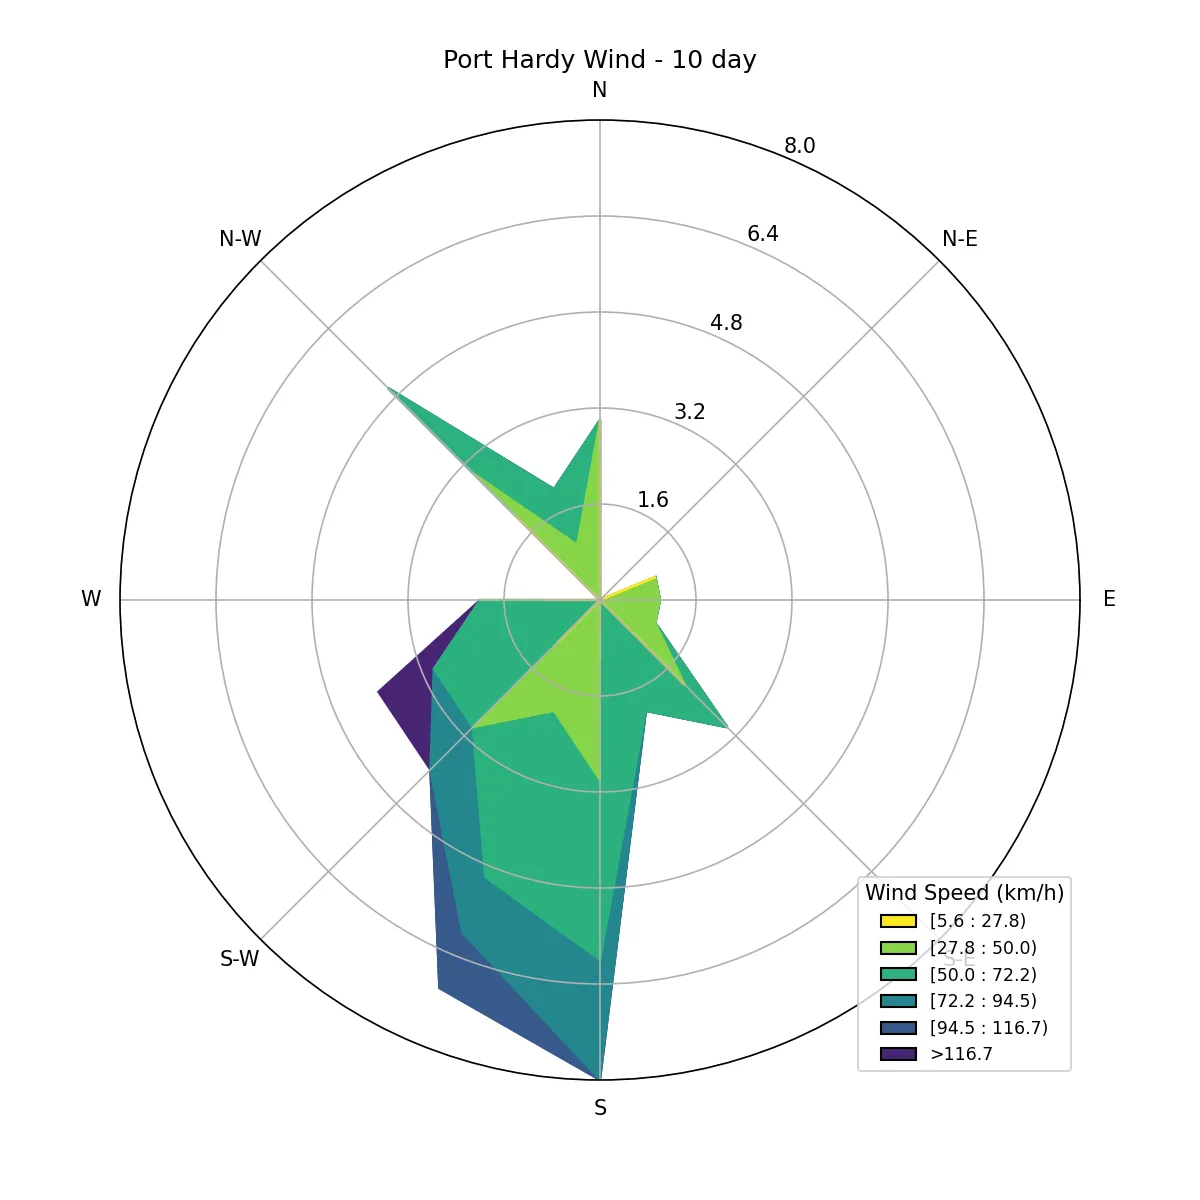 Port Hardy Wind - 10 day
N
8.0
N-W
N-E
6.4
4.8
3.2
1.6
W
E
S-W
S-E
S
Wind Speed (km/h)
[5.6 : 27.8)
[27.8 : 50.0)
[50.0 : 72.2)
[72.2 : 94.5)
[94.5 : 116.7)
>116.7